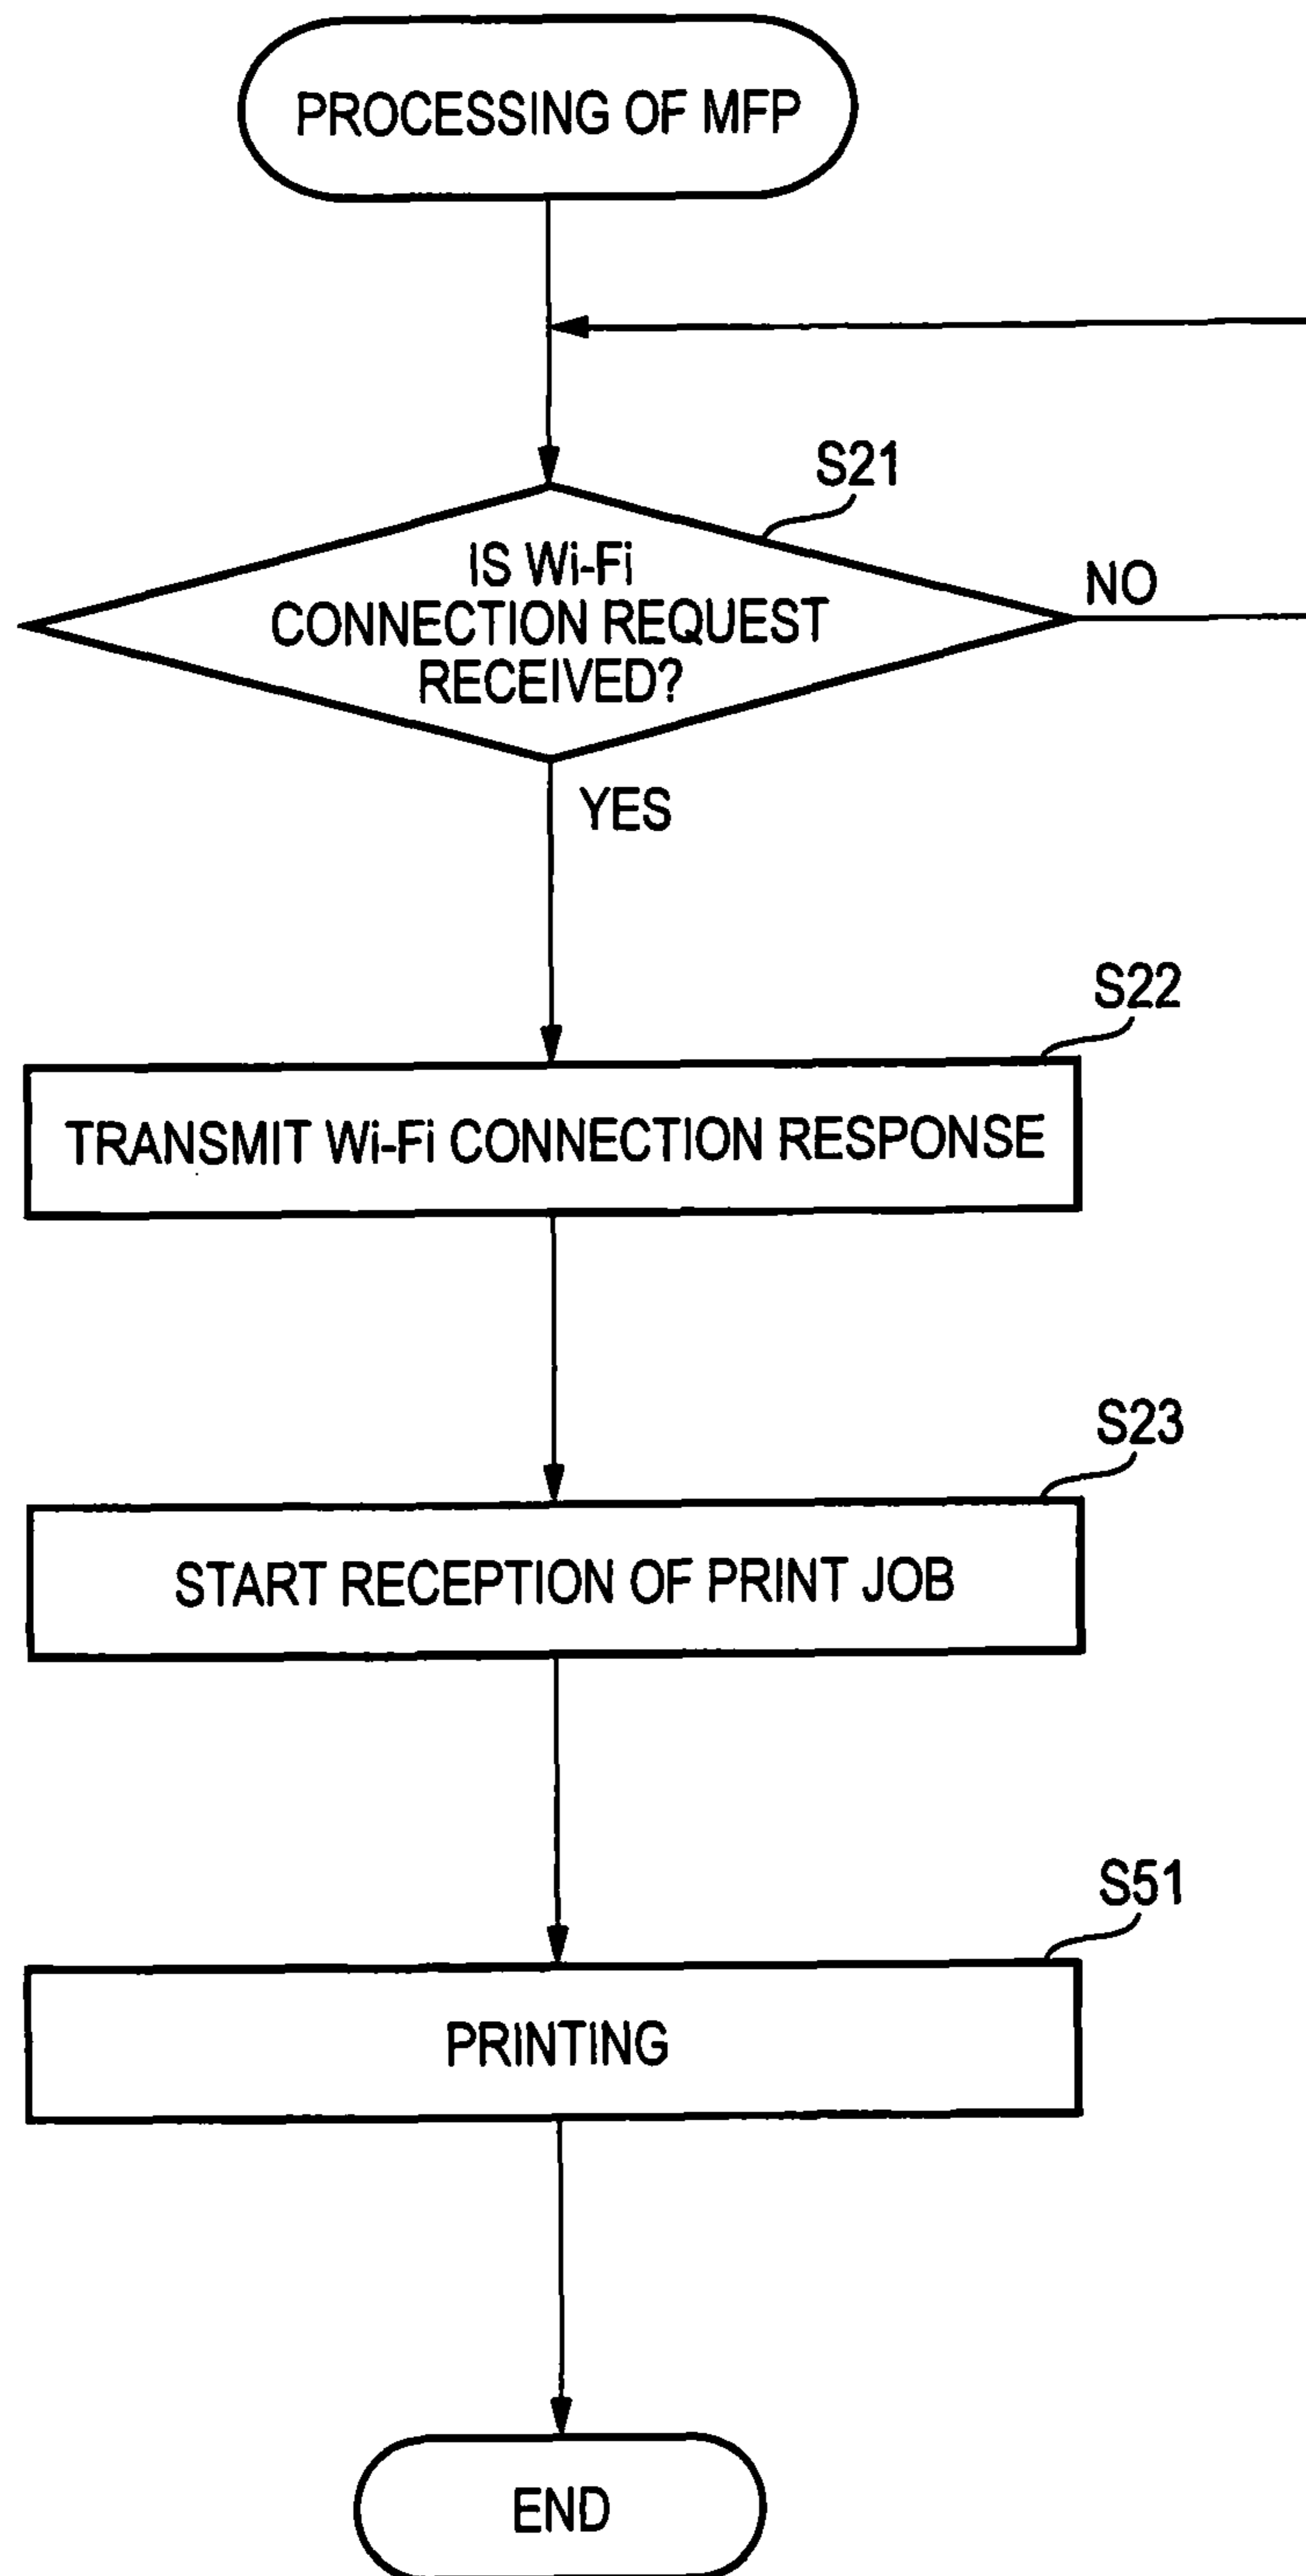 PROCESSING OF MFP
S21
IS Wi-Fi
CONNECTION REQUEST
RECEIVED?
NO
YES
S22
TRANSMIT Wi-Fi CONNECTION RESPONSE
S23
START RECEPTION OF PRINT JOB
S51
PRINTING
END